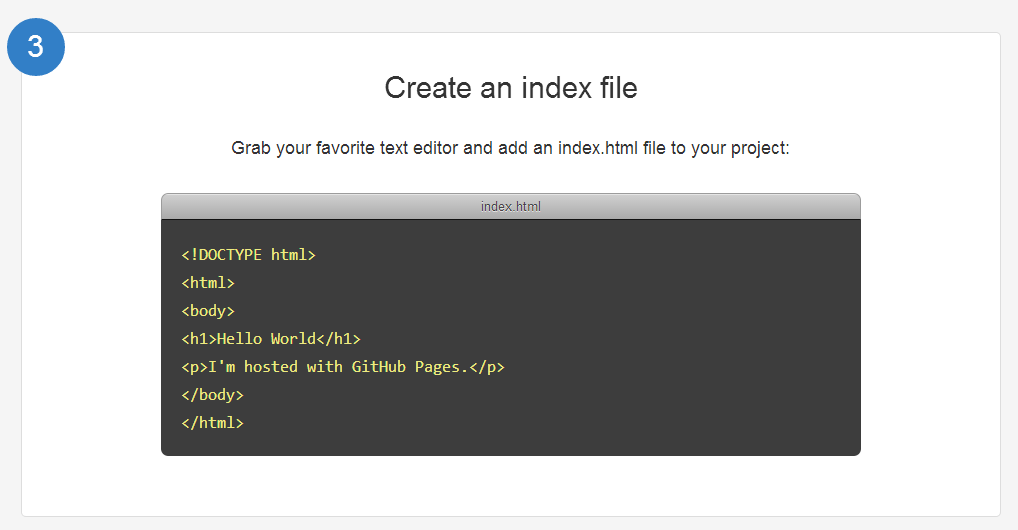 3
Create an index file
Grab your favorite text editor and add an index.html file to your project:
index.html
<!DOCTYPE html>
<html>
<body>
<h1>Hello World</h1>
<p>I'm hosted with GitHub Pages.</p>
</body>
</html>